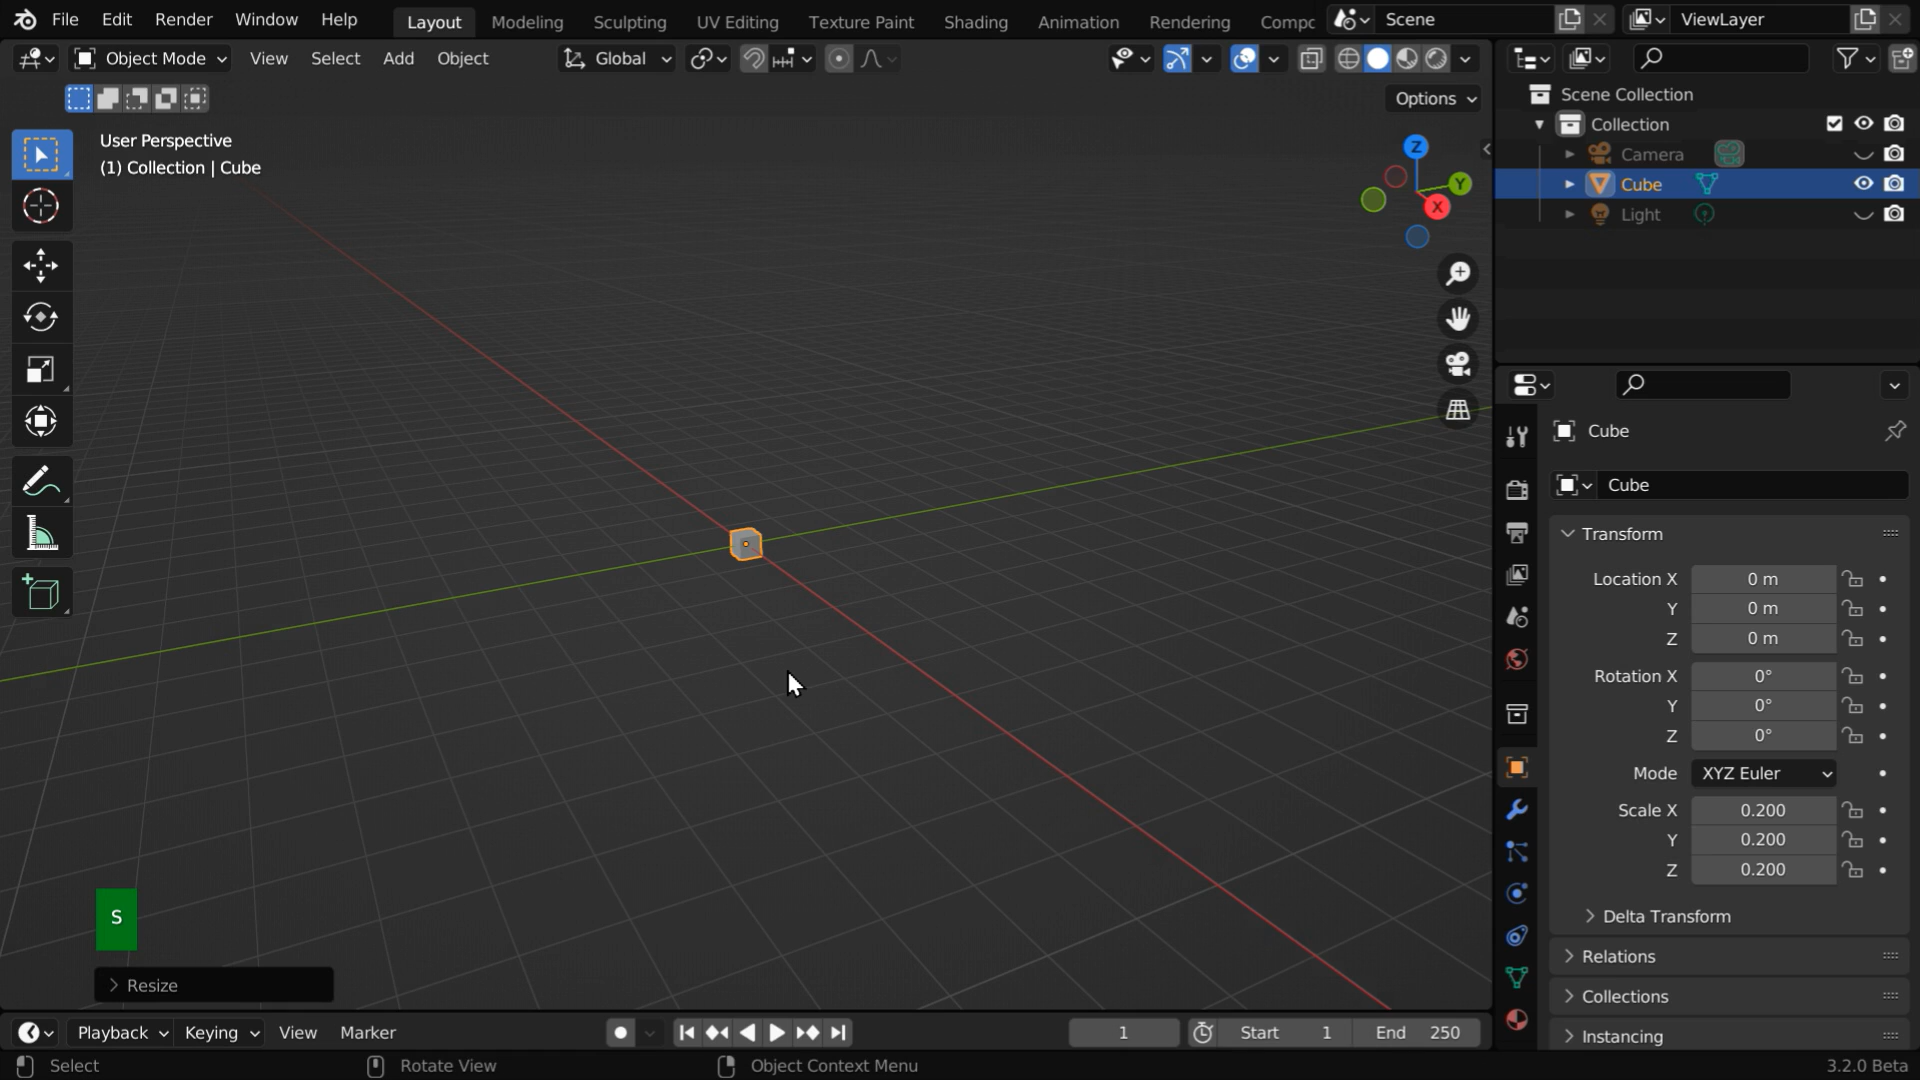 File Edit Render Window Help Layout Modeling Sculpting UV Editing Texture Paint Shading Animation Rendering Compc Scene ViewLayer
Object Mode View Select Add Object Global
Options
User Perspective
(1) Collection | Cube
Z
Y
X
Scene Collection
Collection
Camera
Cube
Light
Cube
Cube
Transform
Location X 0 m
Y 0 m
Z 0 m
Rotation X 0°
Y 0°
Z 0°
Mode XYZ Euler
Scale X 0.200
Y 0.200
Z 0.200
Delta Transform
Relations
Collections
Instancing
S
Resize
Playback Keying View Marker 1 Start 1 End 250
Select Rotate View Object Context Menu 3.2.0 Beta